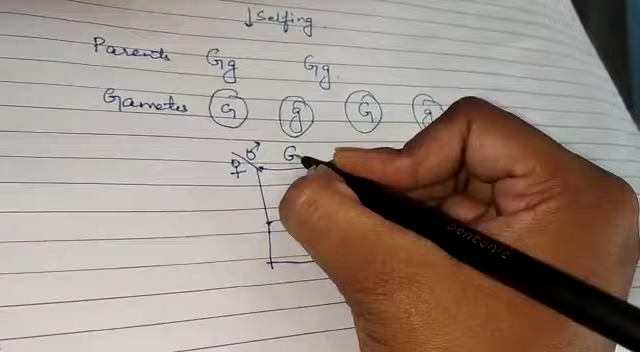 ↓ Selfing.
Parents Gg Gg.
Gametes G g G g
♂ G
♀
pentonic